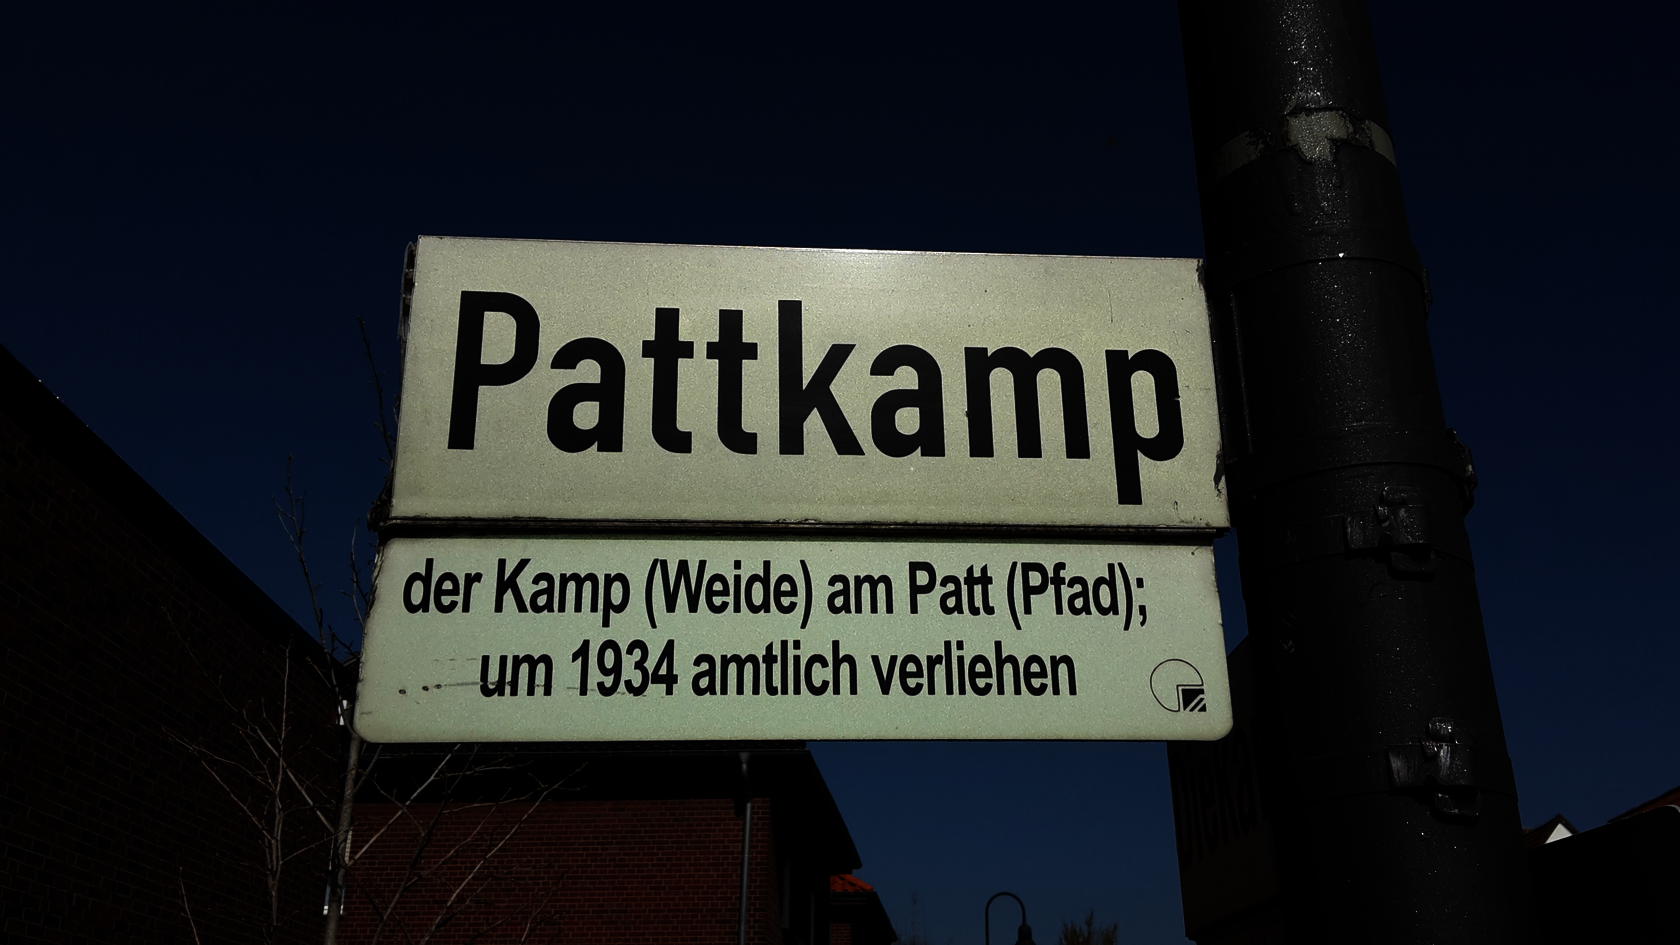 Pattkamp
der Kamp (Weide) am Patt (Pfad);
um 1934 amtlich verliehen